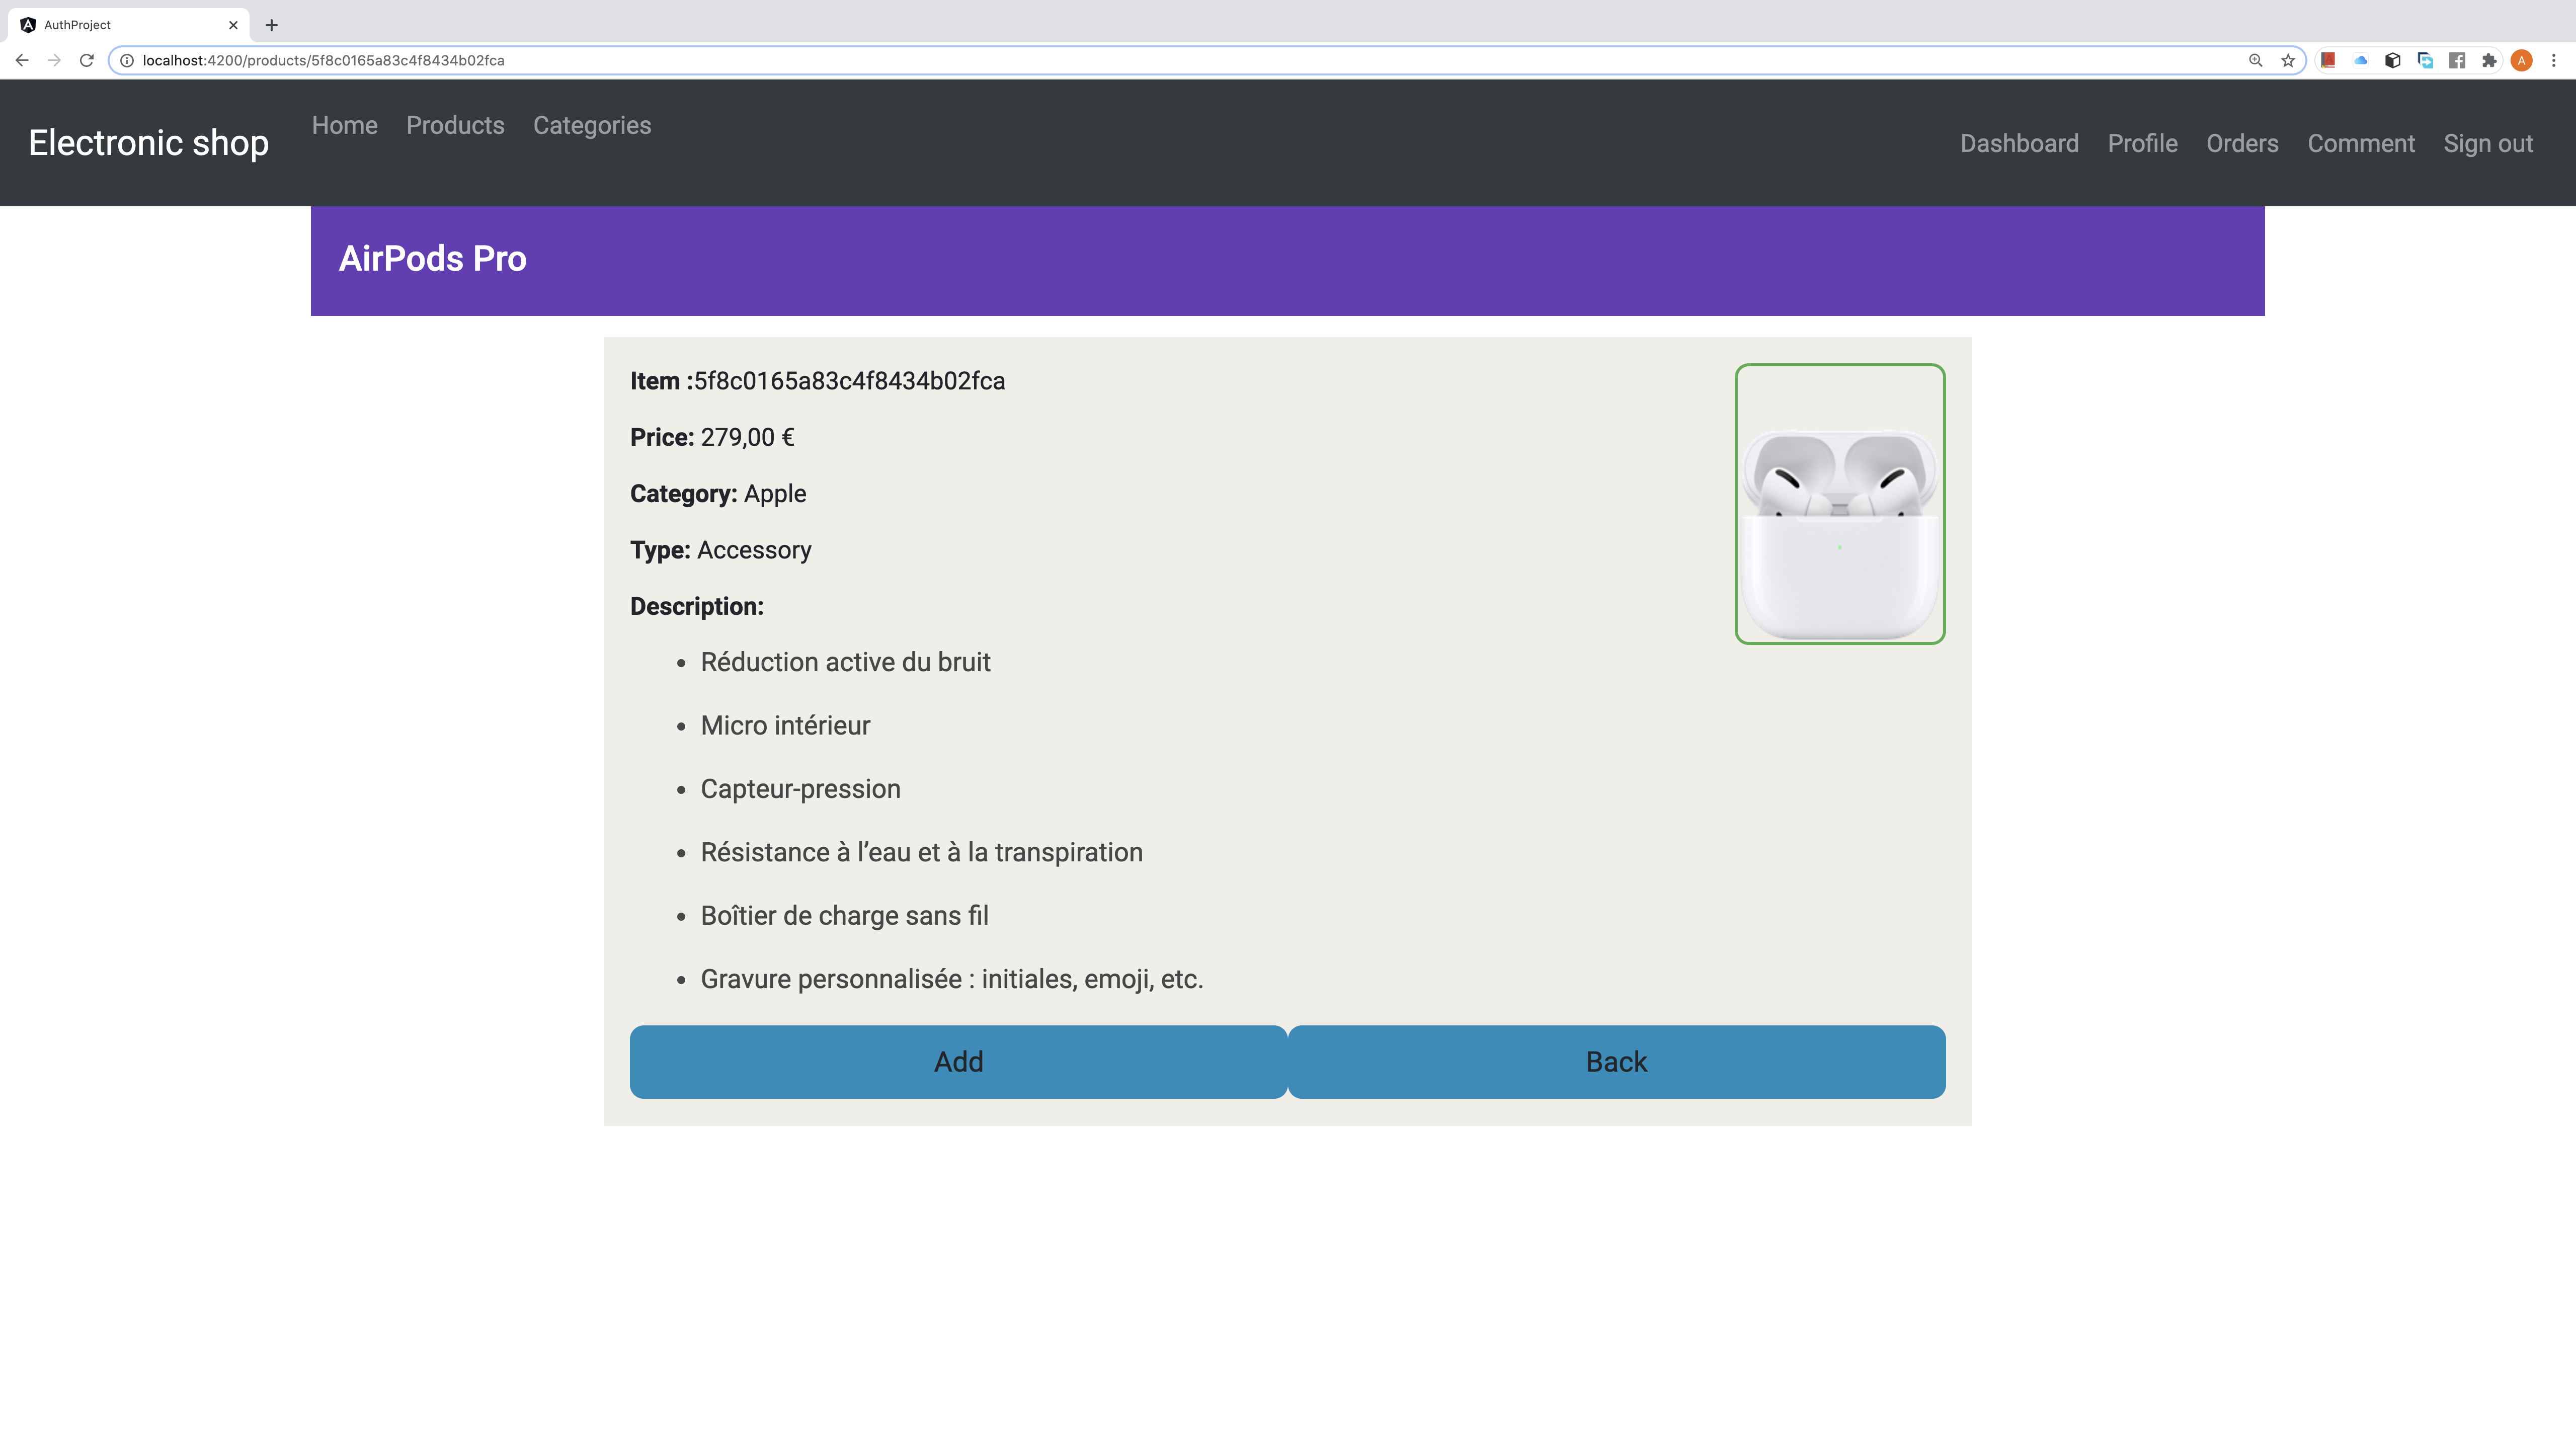 AuthProject
localhost:4200/products/5f8c0165a83c4f8434b02fca
A
Electronic shop
Home Products Categories
Dashboard Profile Orders Comment Sign out
AirPods Pro
Item :5f8c0165a83c4f8434b02fca
Price: 279,00 €
Category: Apple
Type: Accessory
Description:
• Réduction active du bruit
• Micro intérieur
• Capteur-pression
• Résistance à l’eau et à la transpiration
• Boîtier de charge sans fil
• Gravure personnalisée : initiales, emoji, etc.
Add Back